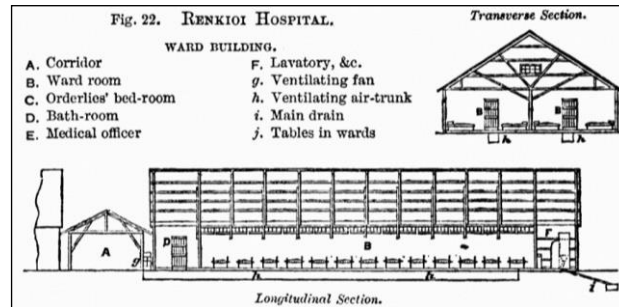 Fig. 22. RENKIOI HOSPITAL.
WARD BUILDING.
A. Corridor
B. Ward room
C. Orderlies' bed-room
D. Bath-room
E. Medical officer
F. Lavatory, &c.
g. Ventilating fan
h. Ventilating air-trunk
i. Main drain
j. Tables in wards
Transverse Section.
B
B
h
h
A
g
D
B
F
h
h
i
Longitudinal Section.